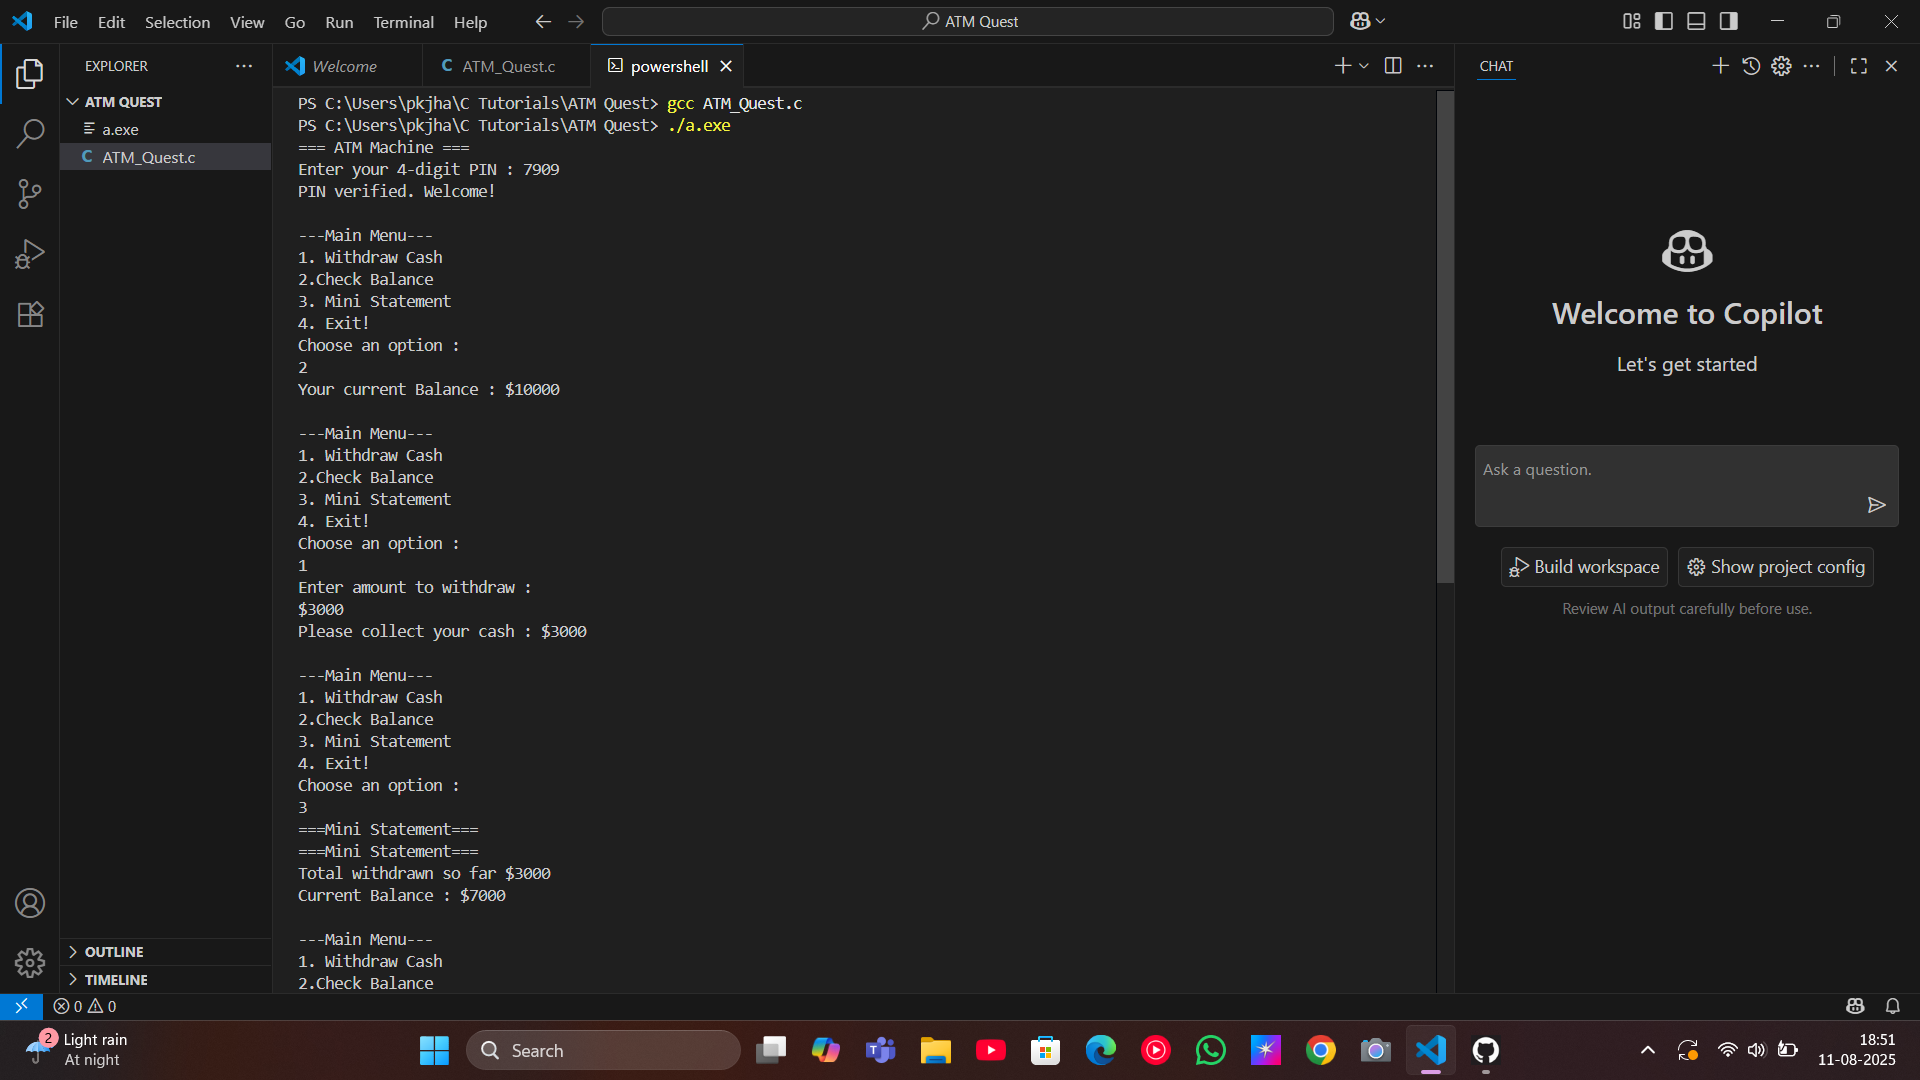 File Edit Selection View Go Run Terminal Help
ATM Quest
EXPLORER
ATM QUEST
a.exe
C ATM_Quest.c
OUTLINE
TIMELINE
Welcome
C ATM_Quest.c
powershell
PS C:\Users\pkjha\C Tutorials\ATM Quest> gcc ATM_Quest.c
PS C:\Users\pkjha\C Tutorials\ATM Quest> ./a.exe
=== ATM Machine ===
Enter your 4-digit PIN : 7909
PIN verified. Welcome!
---Main Menu---
1. Withdraw Cash
2.Check Balance
3. Mini Statement
4. Exit!
Choose an option :
2
Your current Balance : $10000
---Main Menu---
1. Withdraw Cash
2.Check Balance
3. Mini Statement
4. Exit!
Choose an option :
1
Enter amount to withdraw :
$3000
Please collect your cash : $3000
---Main Menu---
1. Withdraw Cash
2.Check Balance
3. Mini Statement
4. Exit!
Choose an option :
3
===Mini Statement===
===Mini Statement===
Total withdrawn so far $3000
Current Balance : $7000
---Main Menu---
1. Withdraw Cash
2.Check Balance
CHAT
Welcome to Copilot
Let's get started
Ask a question.
Build workspace
Show project config
Review AI output carefully before use.
0 0
2
Light rain
At night
Search
18:51
11-08-2025